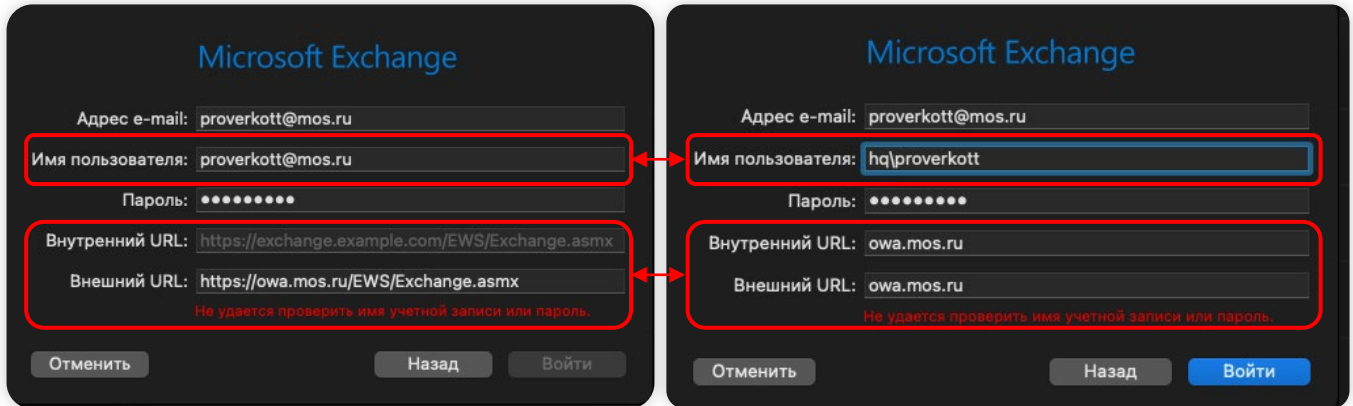 Microsoft Exchange
Адрес e-mail: proverkott@mos.ru
Имя пользователя: proverkott@mos.ru
Пароль: •••••••••
Внутренний URL: https://exchange.example.com/EWS/Exchange.asmx
Внешний URL: https://owa.mos.ru/EWS/Exchange.asmx
Не удается проверить имя учетной записи или пароль.
Отменить Назад Войти
Microsoft Exchange
Адрес e-mail: proverkott@mos.ru
Имя пользователя: hq\proverkott
Пароль: •••••••••
Внутренний URL: owa.mos.ru
Внешний URL: owa.mos.ru
Не удается проверить имя учетной записи или пароль.
Отменить Назад Войти